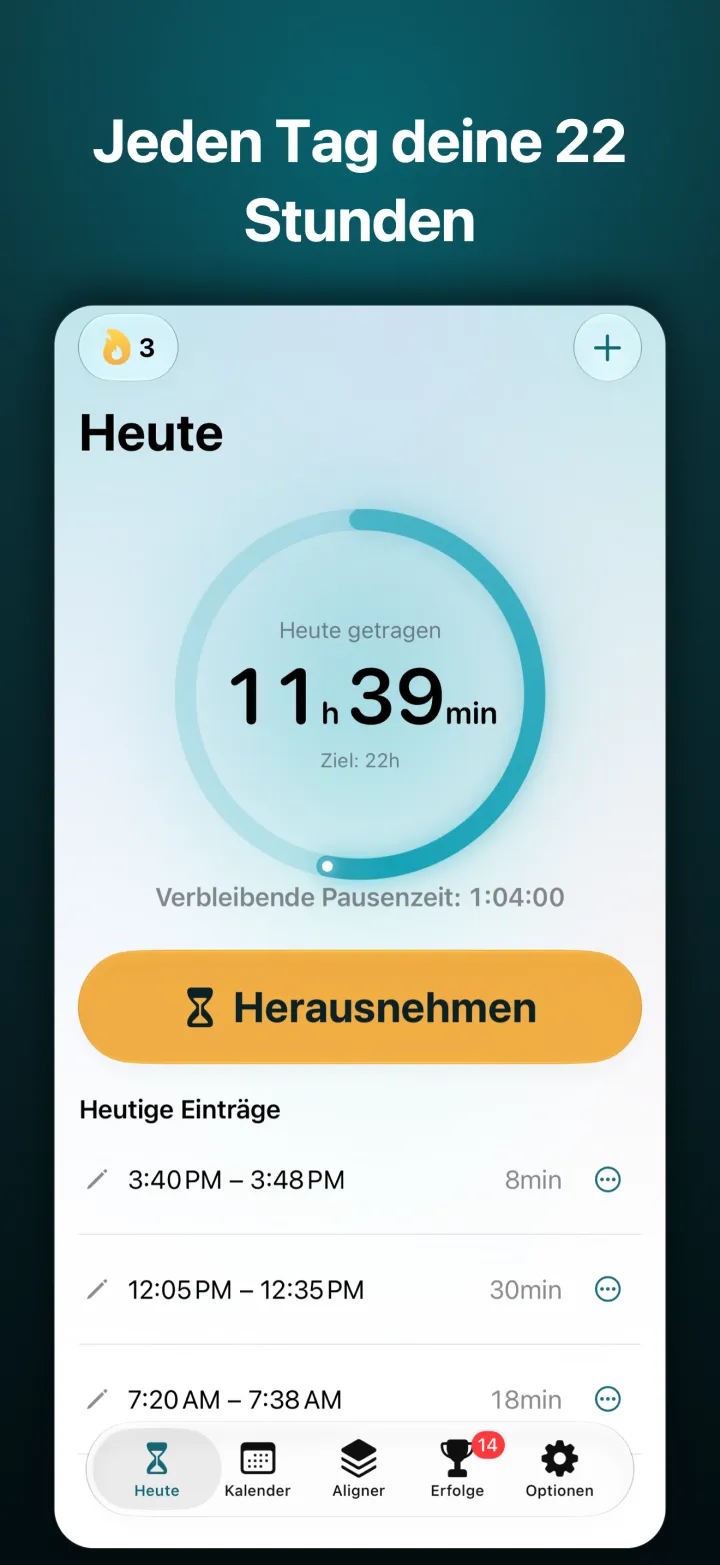 Jeden Tag deine 22
Stunden
3
Heute
Heute getragen
11h 39min
Ziel: 22h
Verbleibende Pausenzeit: 1:04:00
Herausnehmen
Heutige Einträge
3:40 PM – 3:48 PM 8min
12:05 PM – 12:35 PM 30min
7:20 AM – 7:38 AM 18min
14
Heute Kalender Aligner Erfolge Optionen